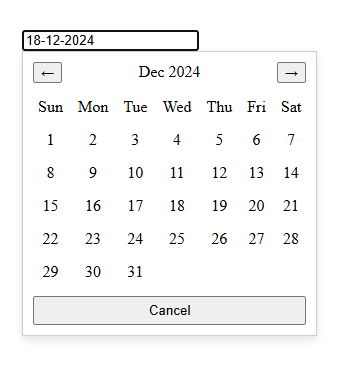 18-12-2024
← Dec 2024 →
Sun Mon Tue Wed Thu Fri Sat
1 2 3 4 5 6 7
8 9 10 11 12 13 14
15 16 17 18 19 20 21
22 23 24 25 26 27 28
29 30 31
Cancel